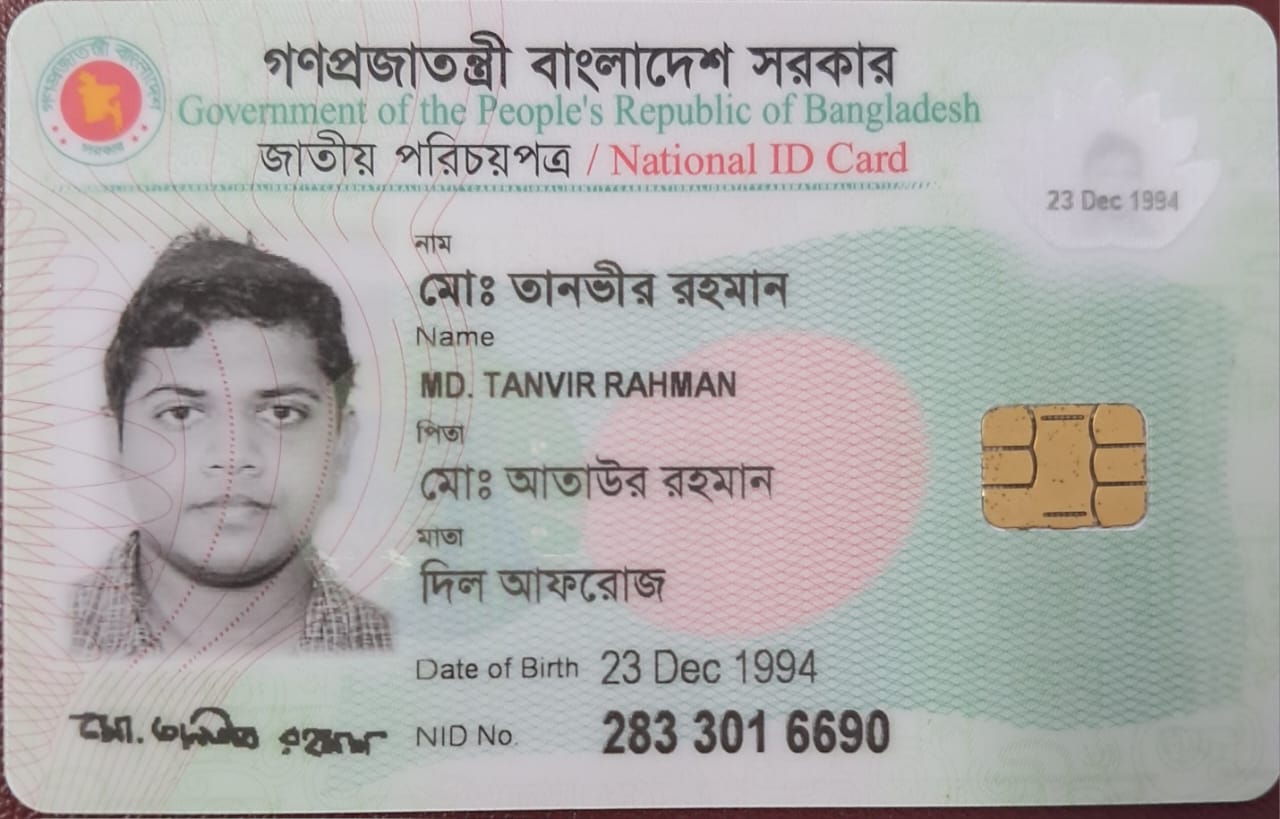 গণপ্রজাতন্ত্রী বাংলাদেশ সরকার
Government of the People's Republic of Bangladesh
জাতীয় পরিচয়পত্র / National ID Card
23 Dec 1994
নাম
মোঃ তানভীর রহমান
Name
MD. TANVIR RAHMAN
পিতা
মোঃ আতাউর রহমান
মাতা
দিল আফরোজ
Date of Birth 23 Dec 1994
মো. তানভির রহমান
NID No. 283 301 6690